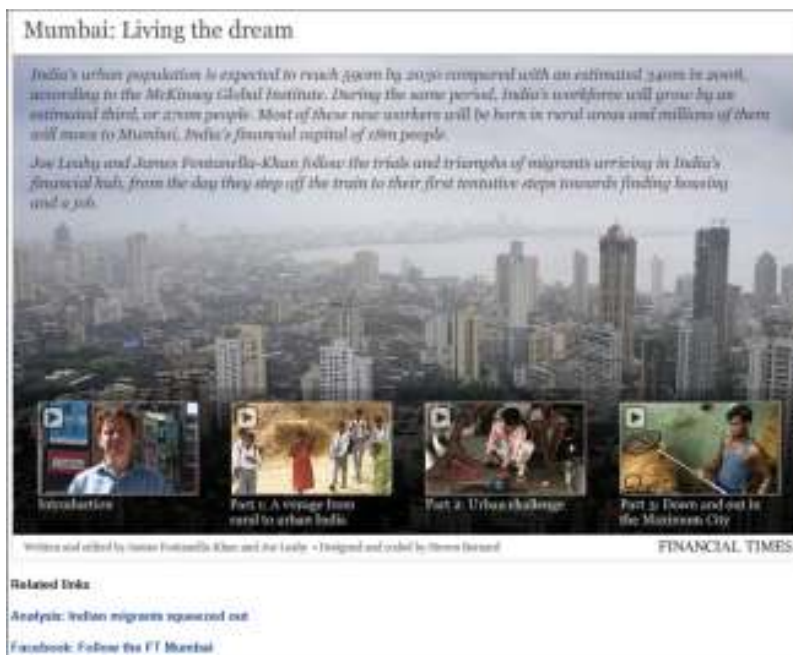 Mumbai: Living the dream
India's urban population is expected to reach 590m by 2030 compared with an estimated 340m in 2008,
according to the McKinsey Global Institute. During the same period, India's workforce will grow by an
estimated third, or 270m people. Most of these new workers will be born in rural areas and millions of them
will move to Mumbai, India's financial capital of 18m people.
Joe Leahy and James Fontanella-Khan follow the trials and triumphs of migrants arriving in India's
financial hub, from the day they step off the train to their first tentative steps towards finding housing
and a job.
Introduction
Part 1: A voyage from
rural to urban India
Part 2: Urban challenge
Part 3: Down and out in
the Maximum City
Written and edited by James Fontanella-Khan and Joe Leahy • Designed and coded by Steven Bernard
FINANCIAL TIMES
Related links
Analysis: Indian migrants squeezed out
Facebook: Follow the FT Mumbai